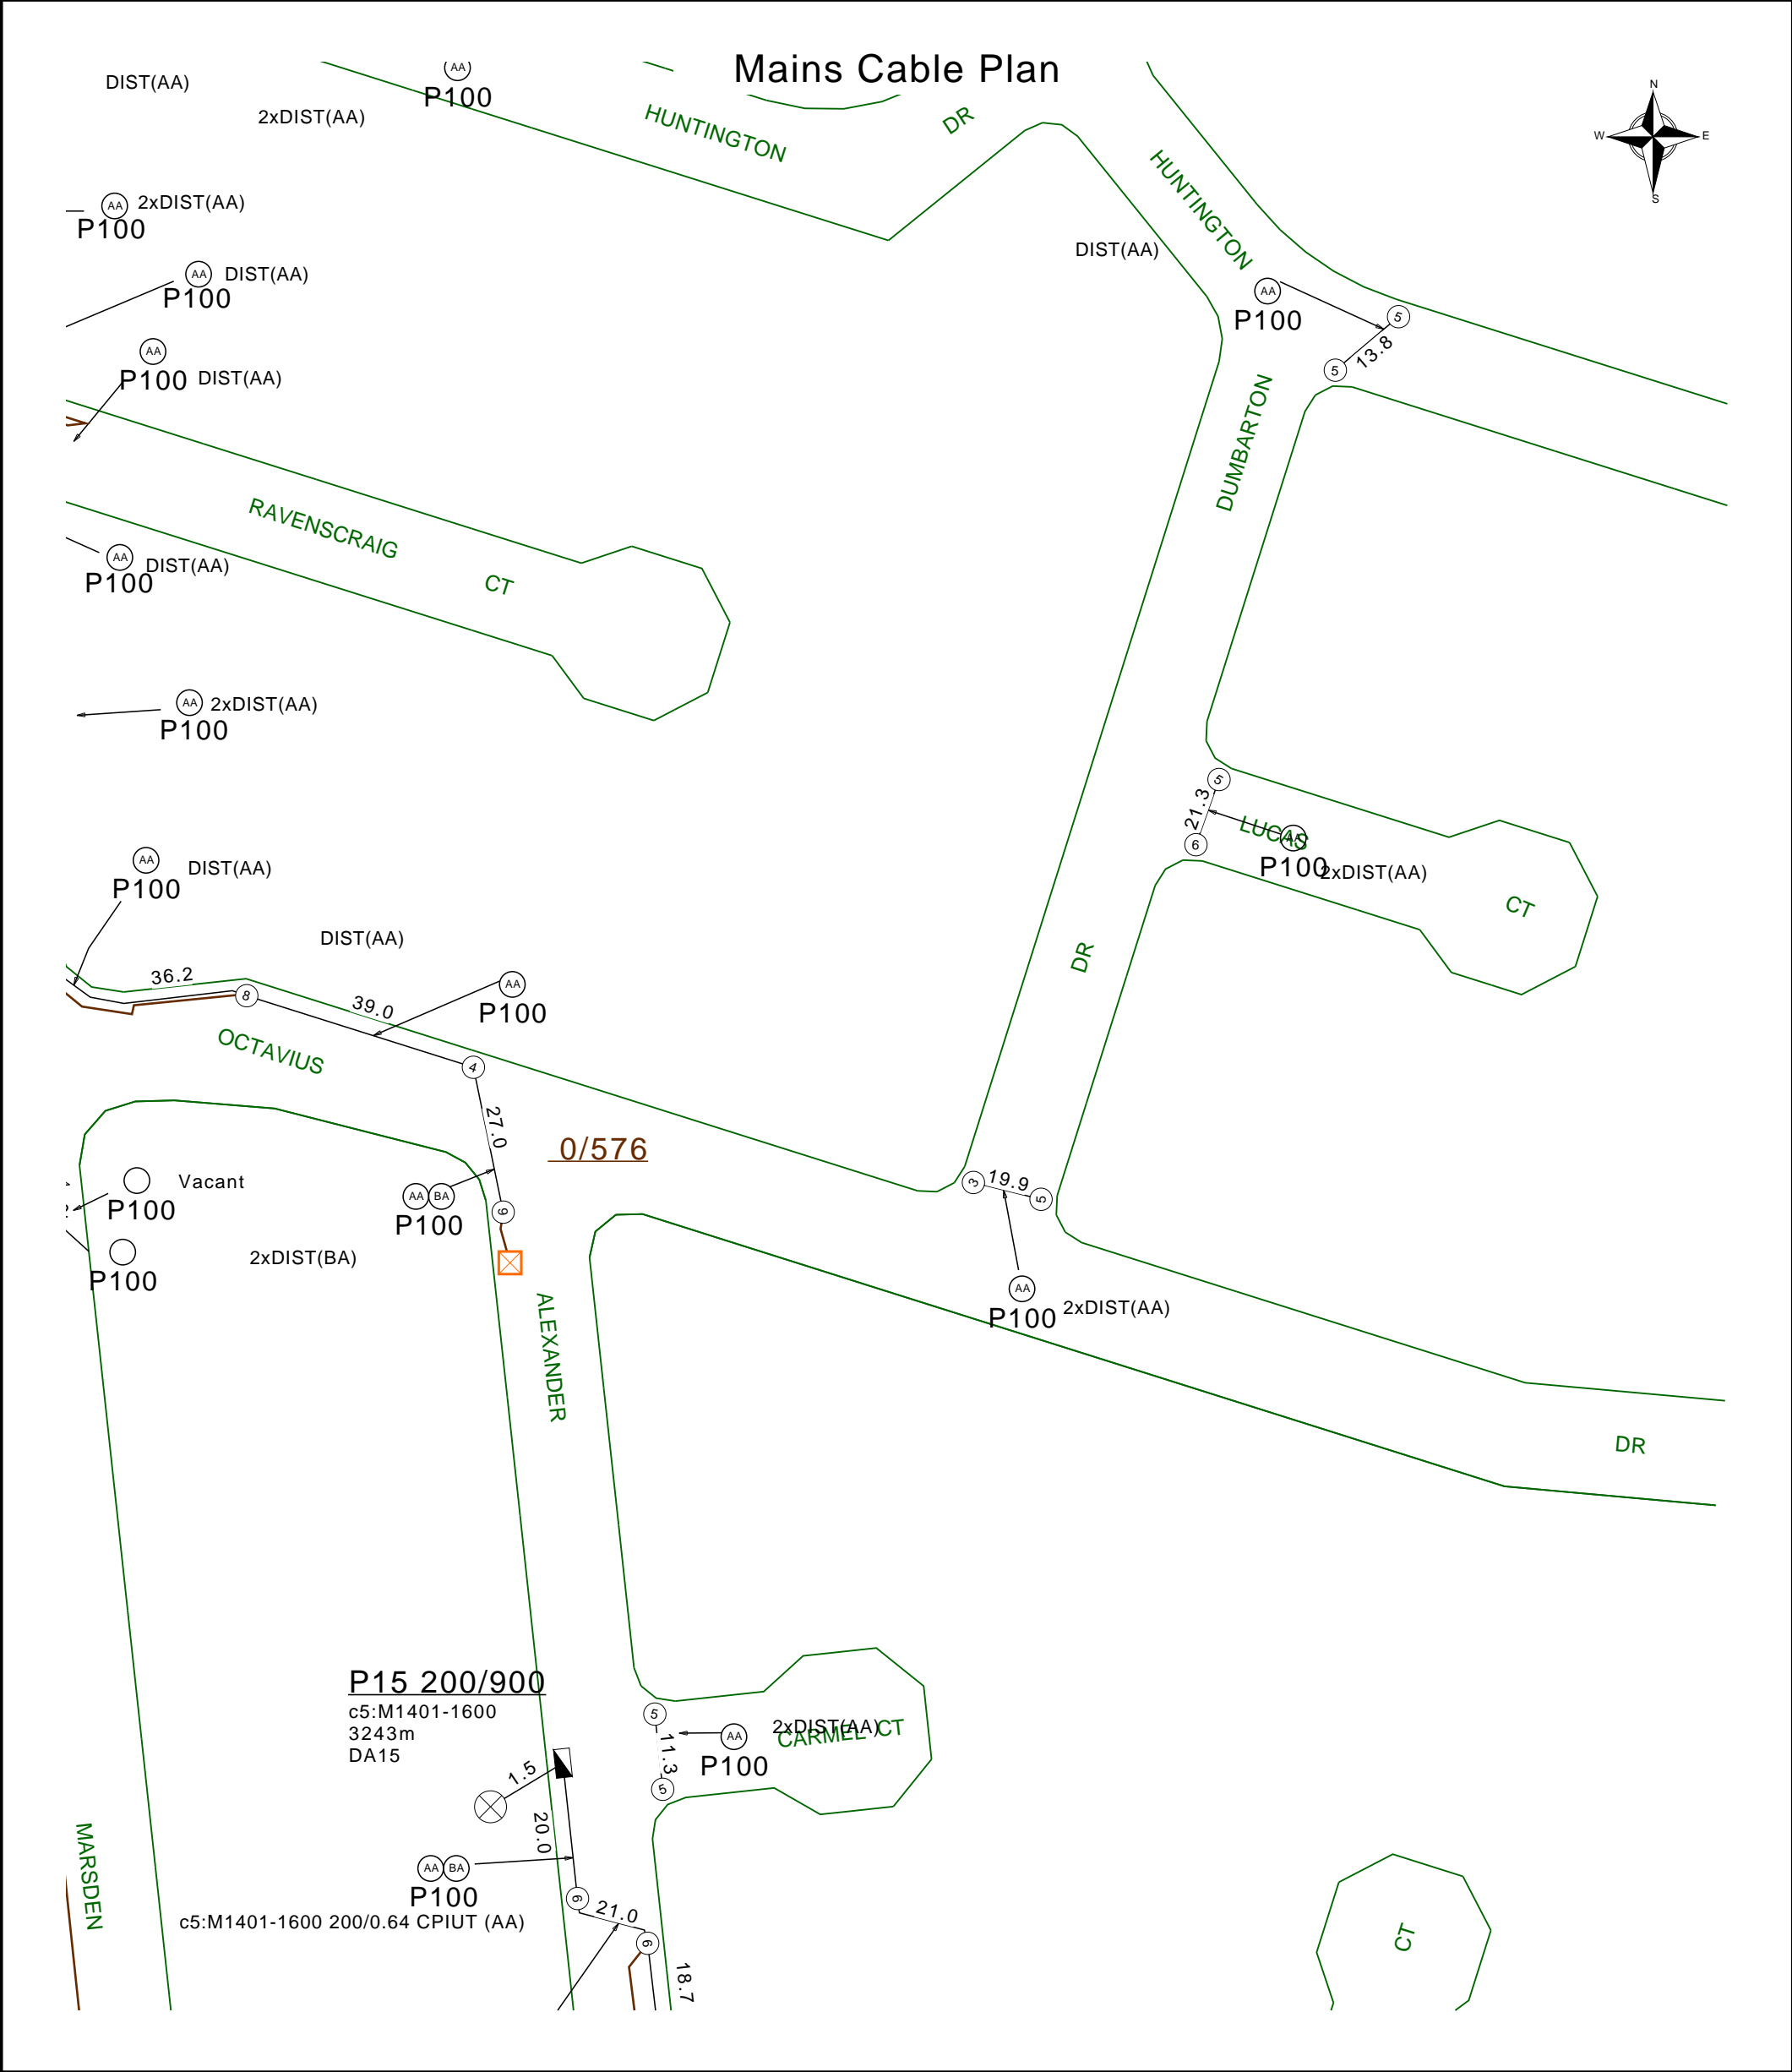 Mains Cable Plan
N
W
E
S
DIST(AA)
2xDIST(AA)
AA
P100
HUNTINGTON
DR
HUNTINGTON
AA
2xDIST(AA)
P100
DIST(AA)
AA
DIST(AA)
P100
AA
P100
5
13.8
5
AA
P100
DIST(AA)
DUMBARTON
RAVENSCRAIG
CT
AA
DIST(AA)
P100
AA
2xDIST(AA)
P100
5
21.3
6
LUCAS
AA
P100
2xDIST(AA)
CT
AA
DIST(AA)
P100
DIST(AA)
DR
36.2
8
39.0
AA
P100
OCTAVIUS
4
27.0
0/576
Vacant
P100
AA
BA
P100
6
3
19.9
5
P100
2xDIST(BA)
AA
P100
2xDIST(AA)
ALEXANDER
DR
P15 200/900
c5:M1401-1600
3243m
DA15
5
11.3
5
AA
P100
2xDIST(AA)
CARMEL CT
1.5
20.0
MARSDEN
AA
BA
P100
c5:M1401-1600 200/0.64 CPIUT (AA)
6
21.0
6
18.7
CT